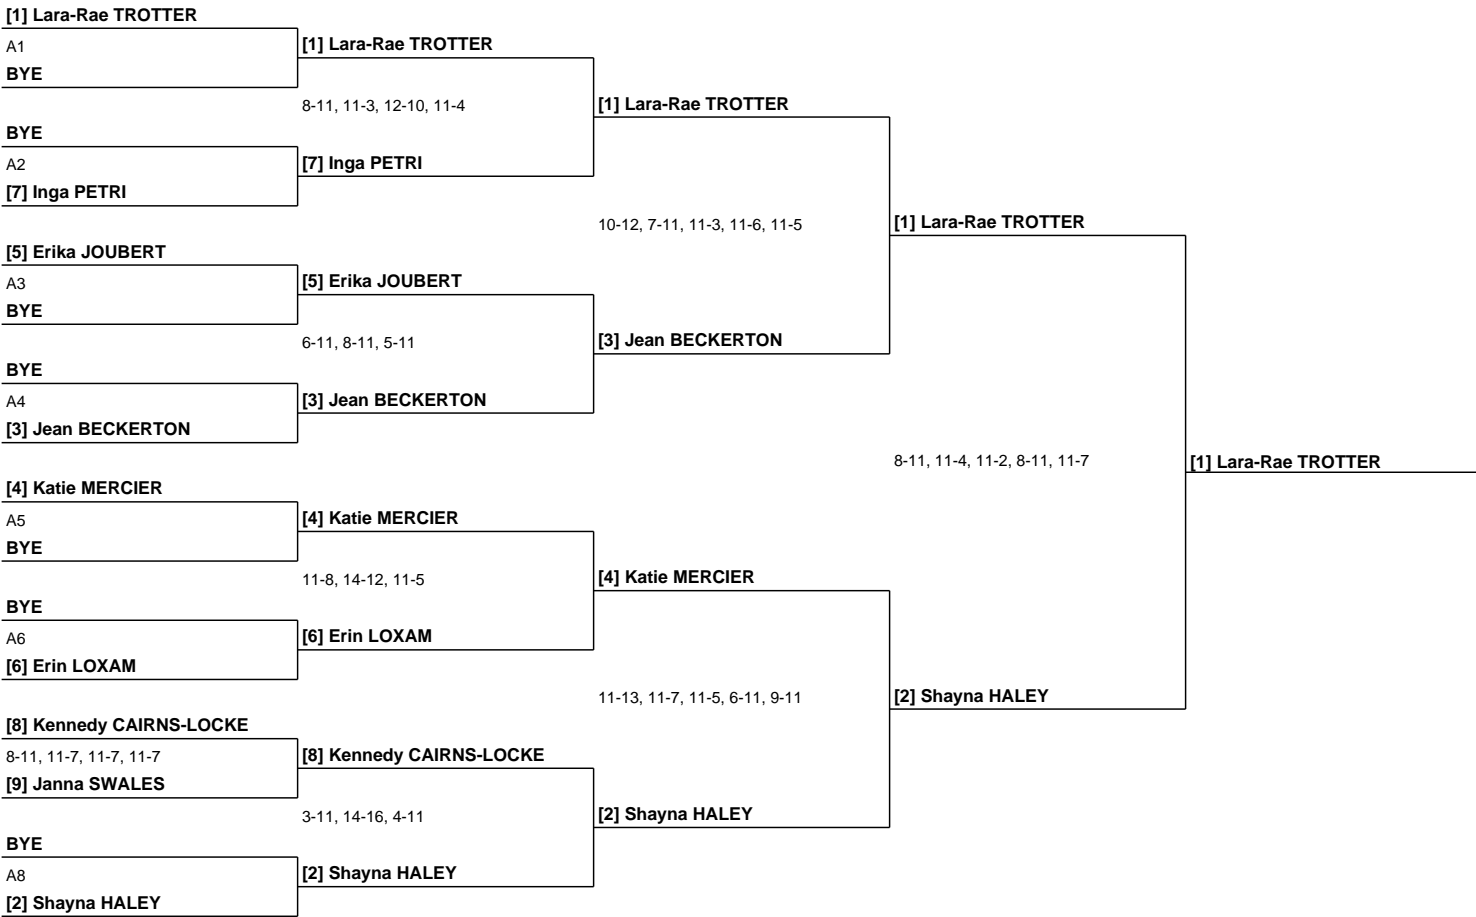 [1] Lara-Rae TROTTER
A1
BYE
BYE
A2
[7] Inga PETRI
[5] Erika JOUBERT
A3
BYE
BYE
A4
[3] Jean BECKERTON
[4] Katie MERCIER
A5
BYE
BYE
A6
[6] Erin LOXAM
[8] Kennedy CAIRNS-LOCKE
8-11, 11-7, 11-7, 11-7
[9] Janna SWALES
BYE
A8
[2] Shayna HALEY
[1] Lara-Rae TROTTER
8-11, 11-3, 12-10, 11-4
[7] Inga PETRI
[5] Erika JOUBERT
6-11, 8-11, 5-11
[3] Jean BECKERTON
[4] Katie MERCIER
11-8, 14-12, 11-5
[6] Erin LOXAM
[8] Kennedy CAIRNS-LOCKE
3-11, 14-16, 4-11
[2] Shayna HALEY
[1] Lara-Rae TROTTER
10-12, 7-11, 11-3, 11-6, 11-5
[3] Jean BECKERTON
[4] Katie MERCIER
11-13, 11-7, 11-5, 6-11, 9-11
[2] Shayna HALEY
[1] Lara-Rae TROTTER
8-11, 11-4, 11-2, 8-11, 11-7
[2] Shayna HALEY
[1] Lara-Rae TROTTER